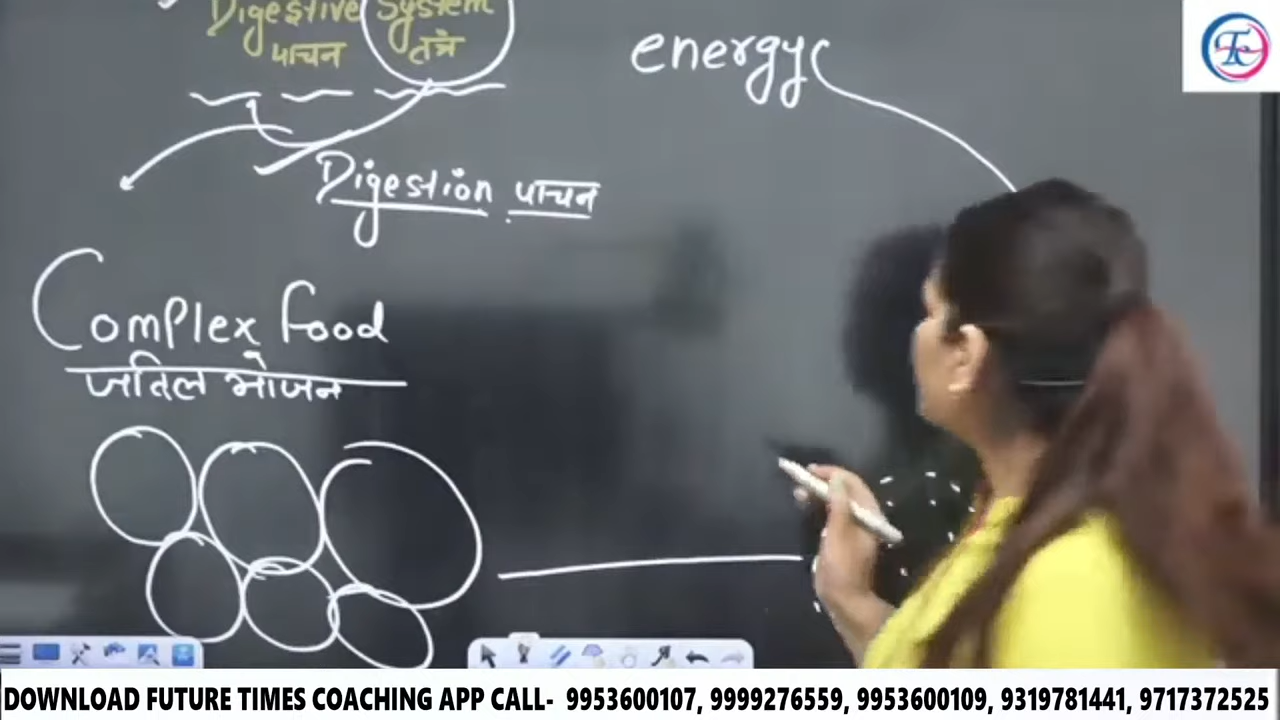 Digestive System
पाचन तंत्र
energy
Digestion पाचन
Complex Food
जतिल भोजन
DOWNLOAD FUTURE TIMES COACHING APP CALL- 9953600107, 9999276559, 9953600109, 9319781441, 9717372525